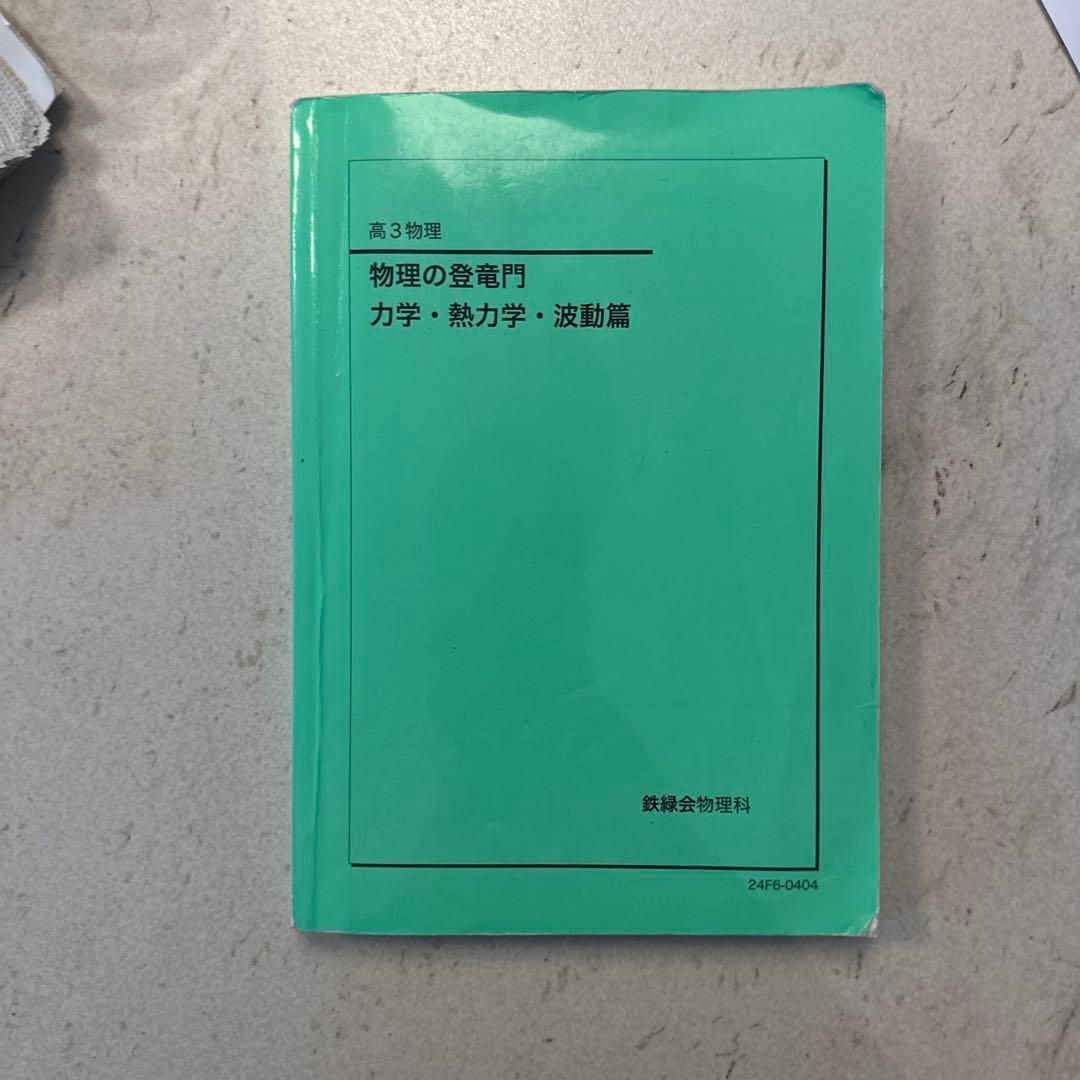 高３物理
物理の登竜門
力学・熱力学・波動篇
鉄緑会物理科
24F6-0404